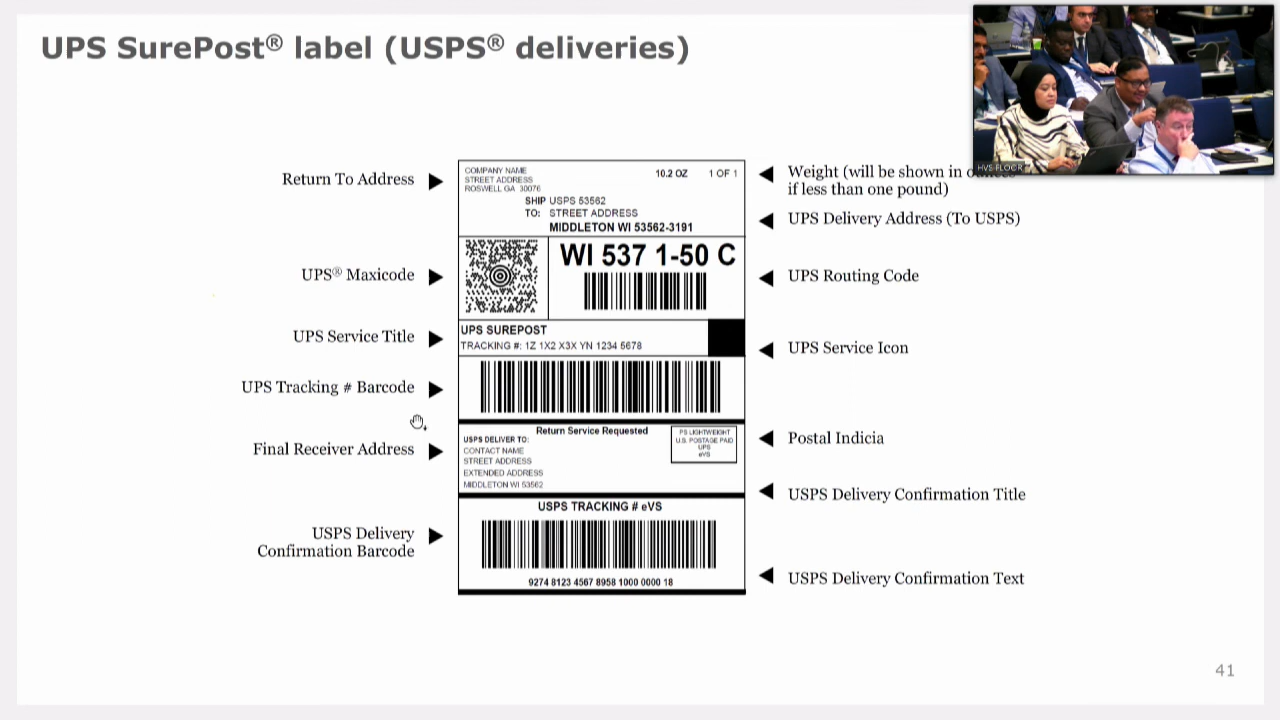 UPS SurePost® label (USPS® deliveries)
Return To Address
UPS® Maxicode
UPS Service Title
UPS Tracking # Barcode
Final Receiver Address
USPS Delivery
Confirmation Barcode
COMPANY NAME
STREET ADDRESS
ROSWELL GA 30076
10.2 OZ 1 OF 1
SHIP USPS 53562
TO: STREET ADDRESS
MIDDLETON WI 53562-3191
WI 537 1-50 C
UPS SUREPOST
TRACKING #: 1Z 1X2 X3X YN 1234 5678
Return Service Requested
USPS DELIVER TO:
CONTACT NAME
STREET ADDRESS
EXTENDED ADDRESS
MIDDLETON WI 53562
PS LIGHTWEIGHT
U.S. POSTAGE PAID
UPS
eVS
USPS TRACKING # eVS
9274 8123 4567 8958 1000 0000 18
Weight (will be shown in
if less than one pound)
UPS Delivery Address (To USPS)
UPS Routing Code
UPS Service Icon
Postal Indicia
USPS Delivery Confirmation Title
USPS Delivery Confirmation Text
HVS FLOOR
41